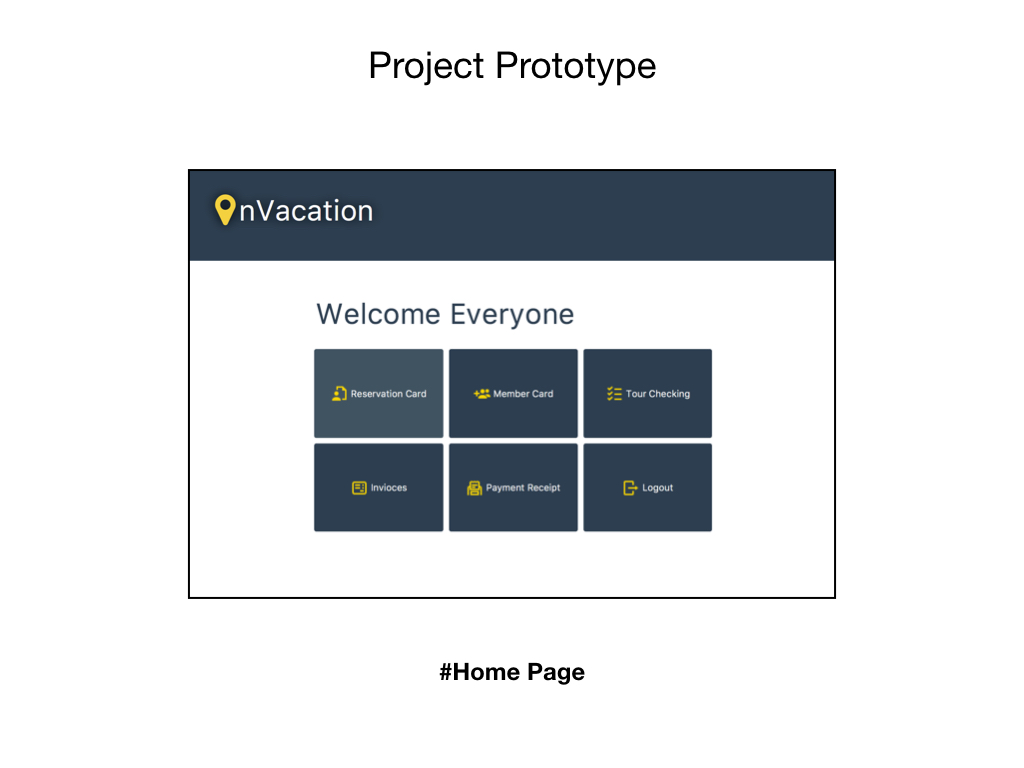 Project Prototype
nVacation
Welcome Everyone
Reservation Card
Member Card
Tour Checking
Invioces
Payment Receipt
Logout
#Home Page